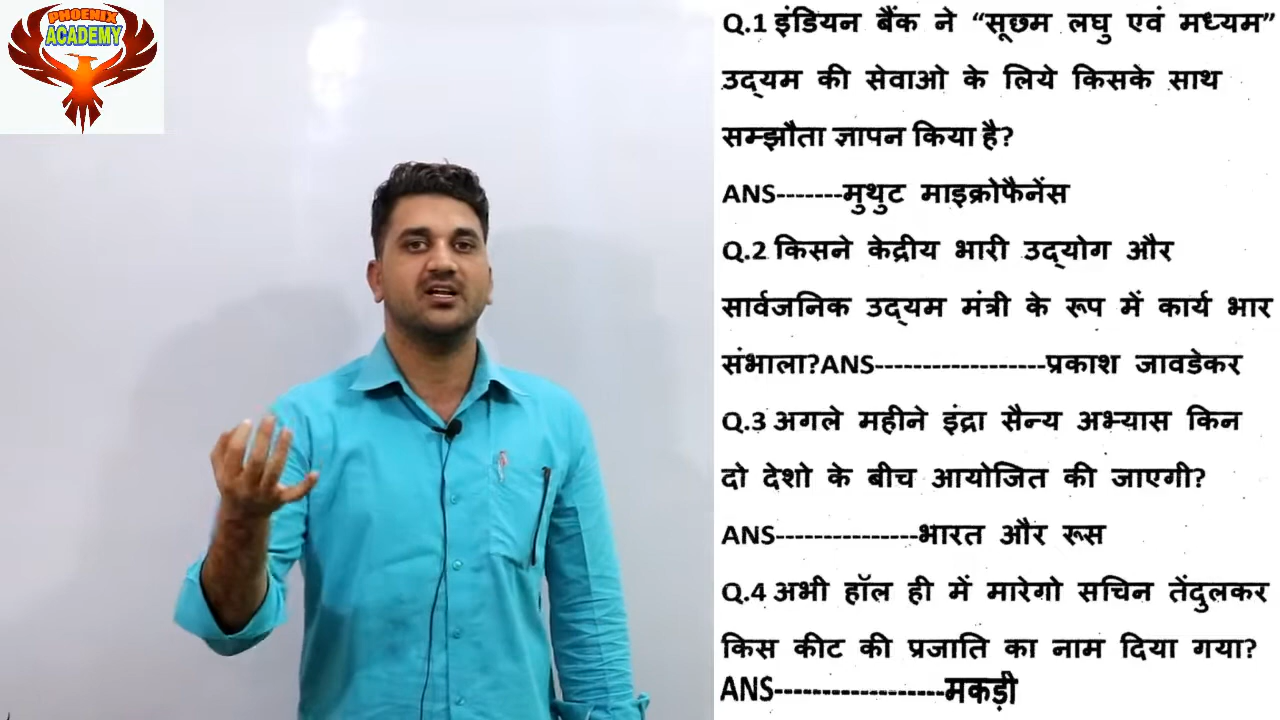 PHOENIX
ACADEMY
Q.1 इंडियन बैंक ने “सूछम लघु एवं मध्यम”
उद्यम की सेवाओ के लिये किसके साथ
सम्झौता ज्ञापन किया है?
ANS-------मुथुट माइक्रोफैनेंस
Q.2 किसने केद्रीय भारी उद्योग और
सार्वजनिक उद्यम मंत्री के रूप में कार्य भार
संभाला?ANS------------------प्रकाश जावडेकर
Q.3 अगले महीने इंद्रा सैन्य अभ्यास किन
दो देशो के बीच आयोजित की जाएगी?
ANS---------------भारत और रूस
Q.4 अभी हॉल ही में मारेगो सचिन तेंदुलकर
किस कीट की प्रजाति का नाम दिया गया?
ANS------------------मकड़ी